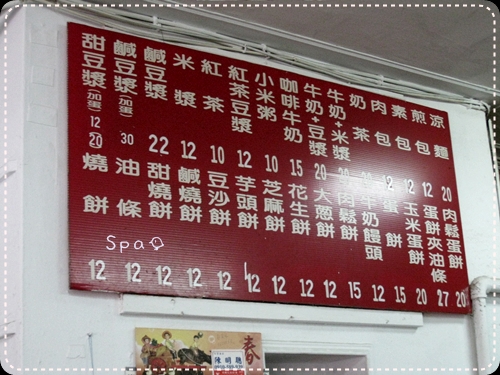 甜豆漿(加蛋) 12 20
鹹豆漿(加蛋) 30
鹹豆漿 22
米漿 12
紅茶 10
紅茶豆漿 12
小米粥 10
咖啡牛奶 15
牛奶+豆漿 20
牛奶+米漿
奶茶
肉包 12
素包 12
煎包 12
涼麵 20
燒餅 12
油條 12
甜燒餅 12
鹹燒餅 12
豆沙餅 12
芋頭餅 12
芝麻餅 12
花生餅 12
大蔥餅 12
肉鬆餅 15
牛奶饅頭 12
蛋餅 15
玉米蛋餅 20
蛋餅夾油條 27
肉鬆蛋餅 20
Spa
春
陳明聰